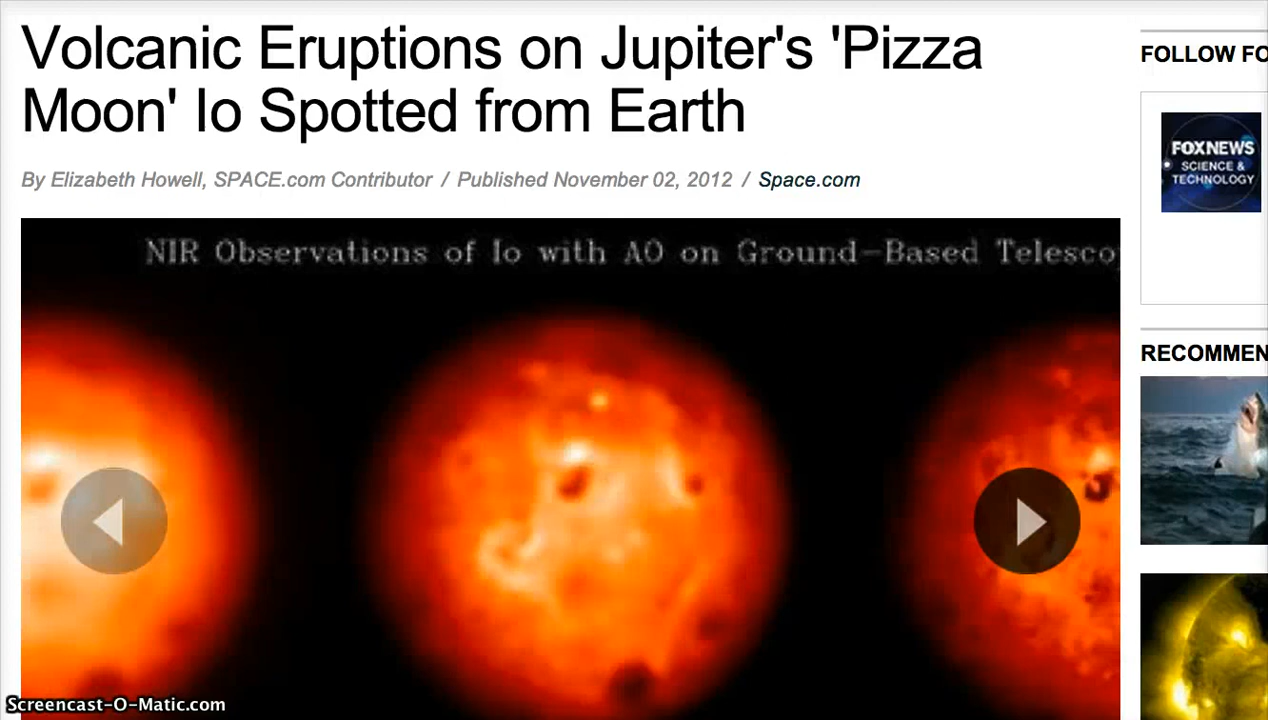 Volcanic Eruptions on Jupiter's 'Pizza
Moon' Io Spotted from Earth
By Elizabeth Howell, SPACE.com Contributor / Published November 02, 2012 / Space.com
NIR Observations of Io with AO on Ground-Based Telescop
FOLLOW FO
FOXNEWS
SCIENCE &
TECHNOLOGY
RECOMMEN
Screencast-O-Matic.com